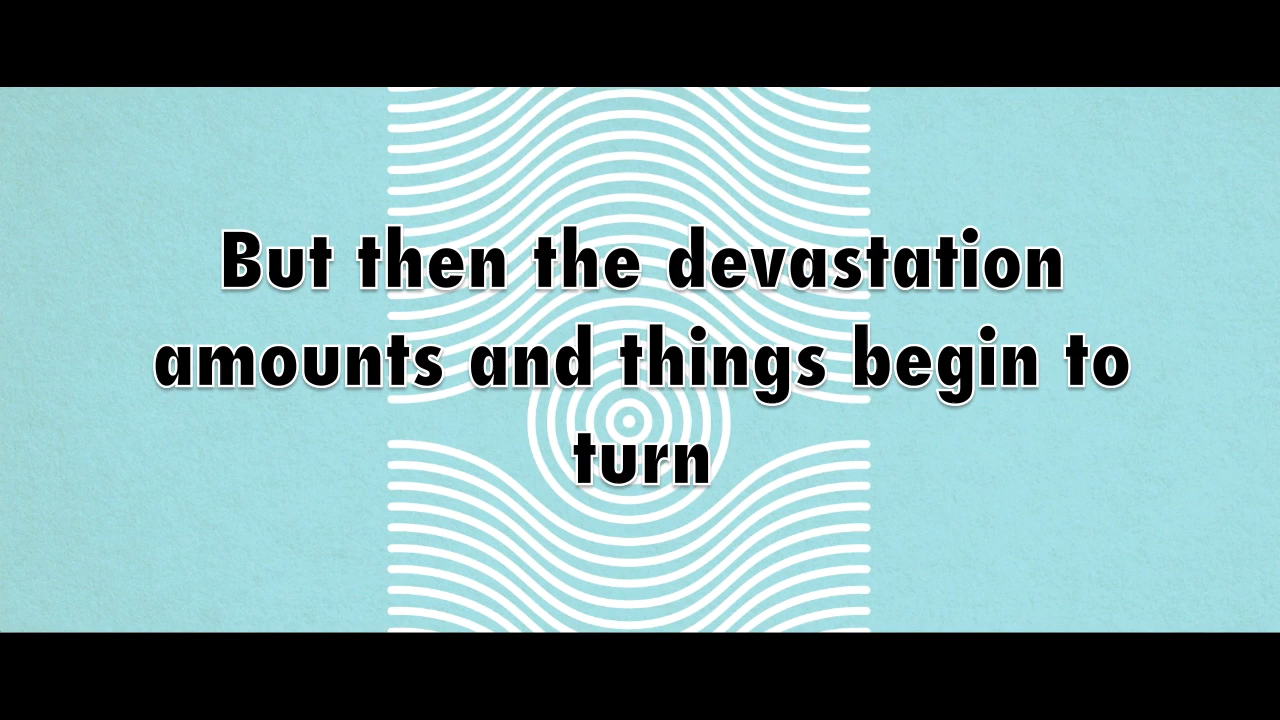 But then the devastation
amounts and things begin to
turn